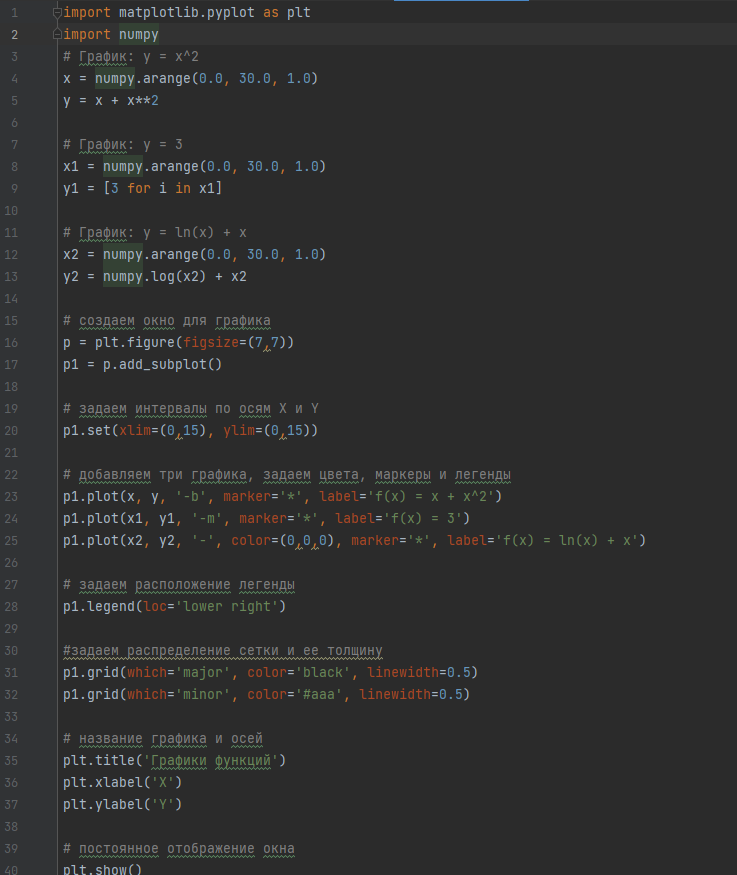 1 import matplotlib.pyplot as plt
2 import numpy
3 # График: y = x^2
4 x = numpy.arange(0.0, 30.0, 1.0)
5 y = x + x**2
6
7 # График: y = 3
8 x1 = numpy.arange(0.0, 30.0, 1.0)
9 y1 = [3 for i in x1]
10
11 # График: y = ln(x) + x
12 x2 = numpy.arange(0.0, 30.0, 1.0)
13 y2 = numpy.log(x2) + x2
14
15 # создаем окно для графика
16 p = plt.figure(figsize=(7,7))
17 p1 = p.add_subplot()
18
19 # задаем интервалы по осям X и Y
20 p1.set(xlim=(0,15), ylim=(0,15))
21
22 # добавляем три графика, задаем цвета, маркеры и легенды
23 p1.plot(x, y, '-b', marker='*', label='f(x) = x + x^2')
24 p1.plot(x1, y1, '-m', marker='*', label='f(x) = 3')
25 p1.plot(x2, y2, '-', color=(0,0,0), marker='*', label='f(x) = ln(x) + x')
26
27 # задаем расположение легенды
28 p1.legend(loc='lower right')
29
30 #задаем распределение сетки и ее толщину
31 p1.grid(which='major', color='black', linewidth=0.5)
32 p1.grid(which='minor', color='#aaa', linewidth=0.5)
33
34 # название графика и осей
35 plt.title('Графики функций')
36 plt.xlabel('X')
37 plt.ylabel('Y')
38
39 # постоянное отображение окна
40 plt.show()